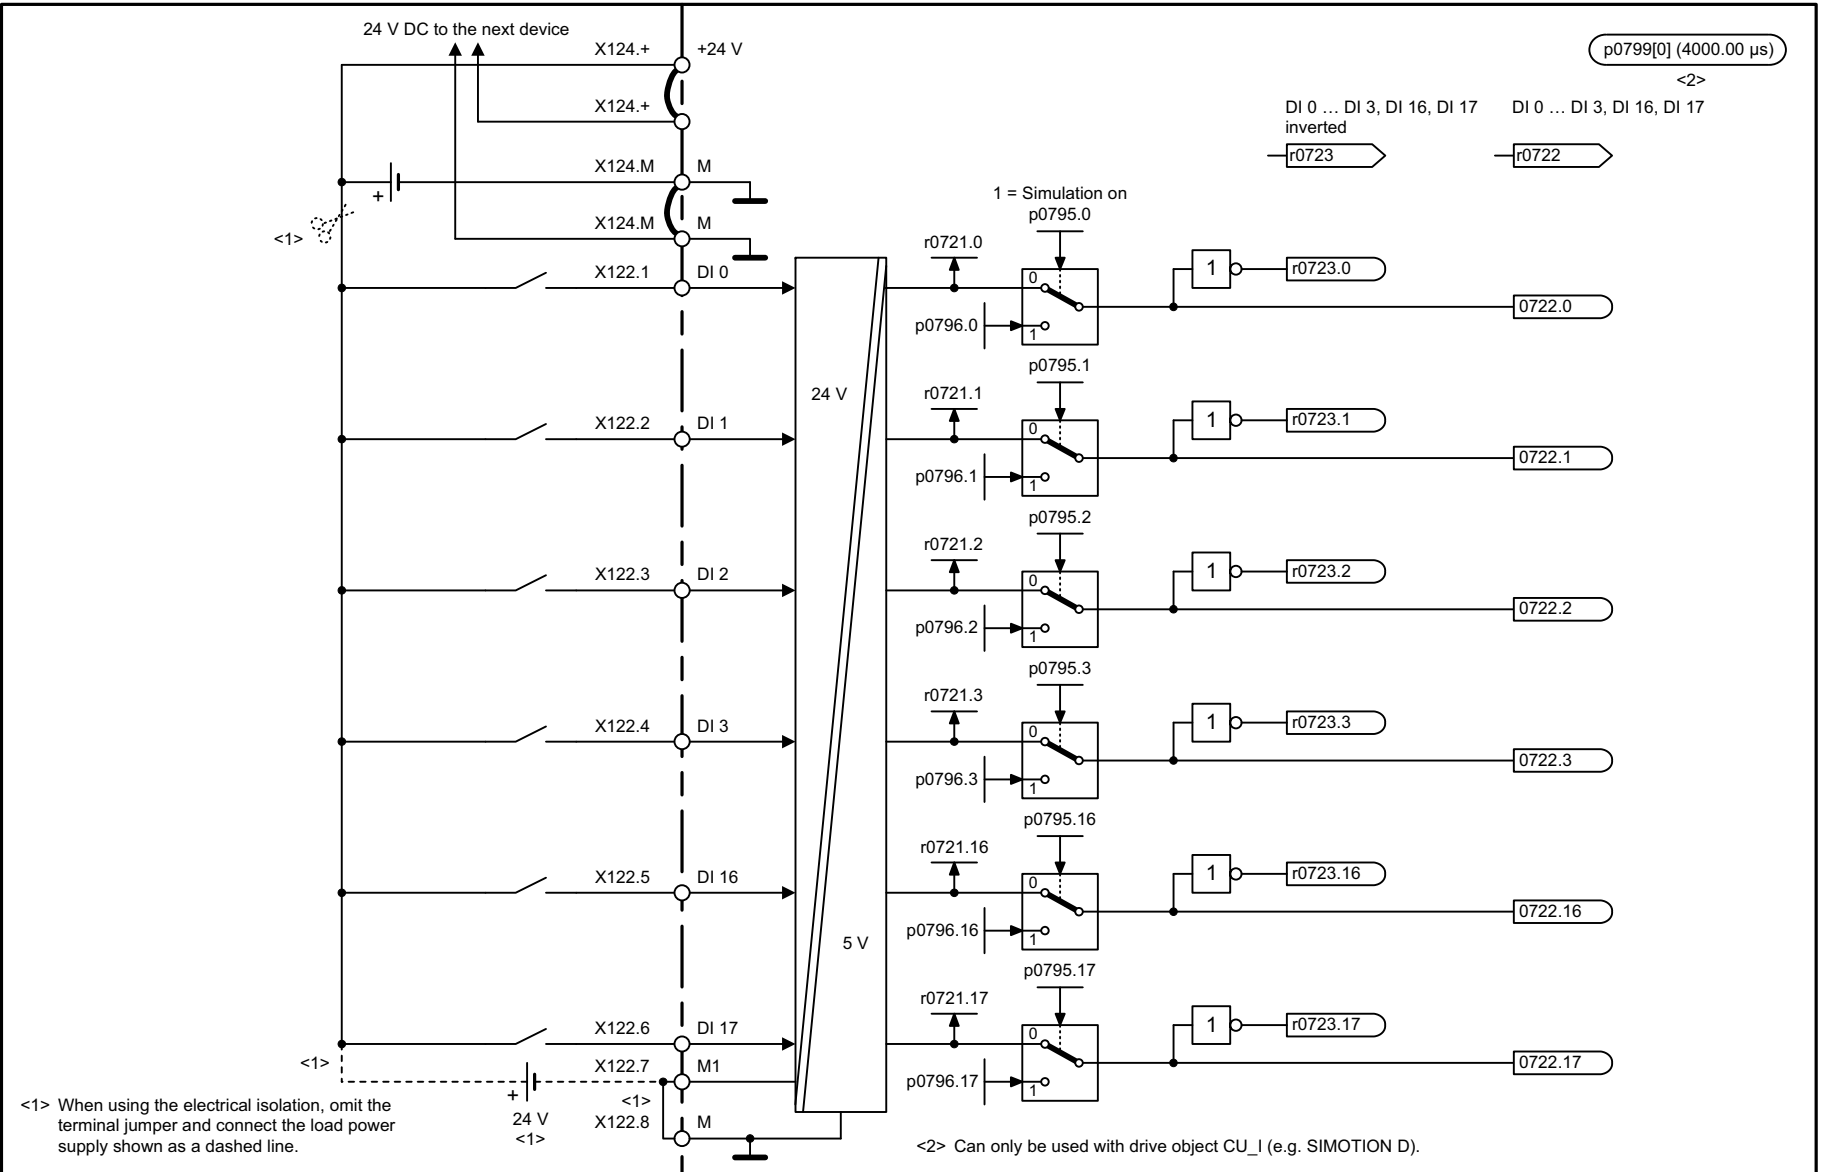 24 V DC to the next device
X124.+
+24 V
p0799[0] (4000.00 µs)
<2>
X124.+
DI 0 … DI 3, DI 16, DI 17
inverted
DI 0 … DI 3, DI 16, DI 17
r0723
r0722
X124.M
M
+
1 = Simulation on
p0795.0
X124.M
M
<1>
r0721.0
X122.1
DI 0
0
1
r0723.0
0722.0
p0796.0
1
p0795.1
24 V
r0721.1
X122.2
DI 1
0
1
r0723.1
0722.1
p0796.1
1
p0795.2
r0721.2
X122.3
DI 2
0
1
r0723.2
0722.2
p0796.2
1
p0795.3
r0721.3
X122.4
DI 3
0
1
r0723.3
0722.3
p0796.3
1
p0795.16
r0721.16
X122.5
DI 16
0
1
r0723.16
0722.16
p0796.16
1
5 V
p0795.17
r0721.17
X122.6
DI 17
0
1
r0723.17
0722.17
<1>
X122.7
M1
p0796.17
1
+
24 V
<1>
<1>
X122.8
M
<1> When using the electrical isolation, omit the
terminal jumper and connect the load power
supply shown as a dashed line.
<2> Can only be used with drive object CU_I (e.g. SIMOTION D).